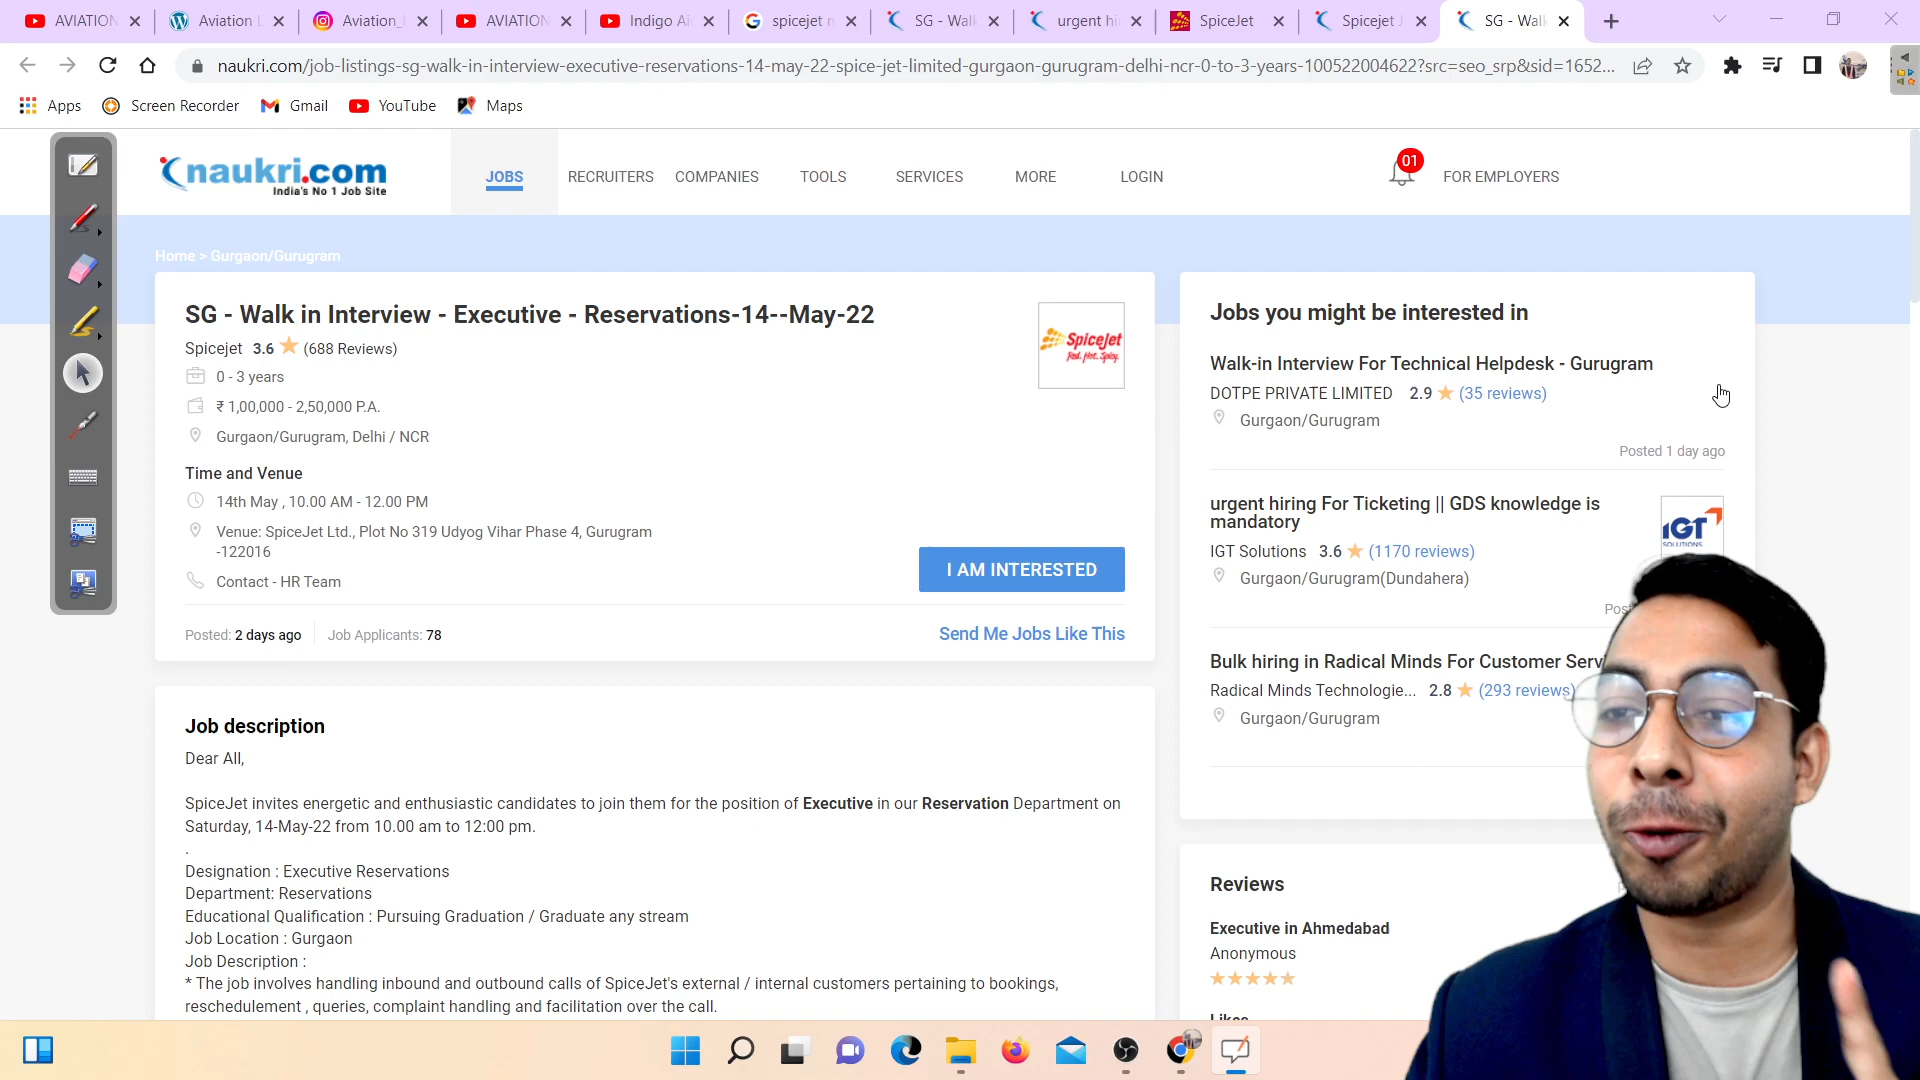 AVIATION
Aviation
Aviation_
AVIATION
Indigo Ai
spicejet
SG - Walk
urgent hi
SpiceJet
Spicejet
SG - Walk
naukri.com/job-listings-sg-walk-in-interview-executive-reservations-14-may-22-spice-jet-limited-gurgaon-gurugram-delhi-ncr-0-to-3-years-100522004622?src=seo_srp&sid=1652...
Apps
Screen Recorder
Gmail
YouTube
Maps
naukri.com
India's No 1 Job Site
JOBS
RECRUITERS
COMPANIES
TOOLS
SERVICES
MORE
LOGIN
01
FOR EMPLOYERS
Home > Gurgaon/Gurugram
SG - Walk in Interview - Executive - Reservations-14--May-22
Spicejet 3.6 (688 Reviews)
0 - 3 years
₹ 1,00,000 - 2,50,000 P.A.
Gurgaon/Gurugram, Delhi / NCR
SpiceJet
Red. Hot. Spicy.
Time and Venue
14th May , 10.00 AM - 12.00 PM
Venue: SpiceJet Ltd., Plot No 319 Udyog Vihar Phase 4, Gurugram
-122016
Contact - HR Team
I AM INTERESTED
Posted: 2 days ago
Job Applicants: 78
Send Me Jobs Like This
Job description
Dear All,
SpiceJet invites energetic and enthusiastic candidates to join them for the position of Executive in our Reservation Department on
Saturday, 14-May-22 from 10.00 am to 12:00 pm.
.
Designation : Executive Reservations
Department: Reservations
Educational Qualification : Pursuing Graduation / Graduate any stream
Job Location : Gurgaon
Job Description :
* The job involves handling inbound and outbound calls of SpiceJet's external / internal customers pertaining to bookings,
reschedulement , queries, complaint handling and facilitation over the call.
Jobs you might be interested in
Walk-in Interview For Technical Helpdesk - Gurugram
DOTPE PRIVATE LIMITED 2.9 (35 reviews)
Gurgaon/Gurugram
Posted 1 day ago
urgent hiring For Ticketing || GDS knowledge is
mandatory
IGT Solutions 3.6 (1170 reviews)
Gurgaon/Gurugram(Dundahera)
IGT
SOLUTIONS
Bulk hiring in Radical Minds For Customer Servi
Radical Minds Technologie... 2.8 (293 reviews)
Gurgaon/Gurugram
Reviews
Executive in Ahmedabad
Anonymous
Likes